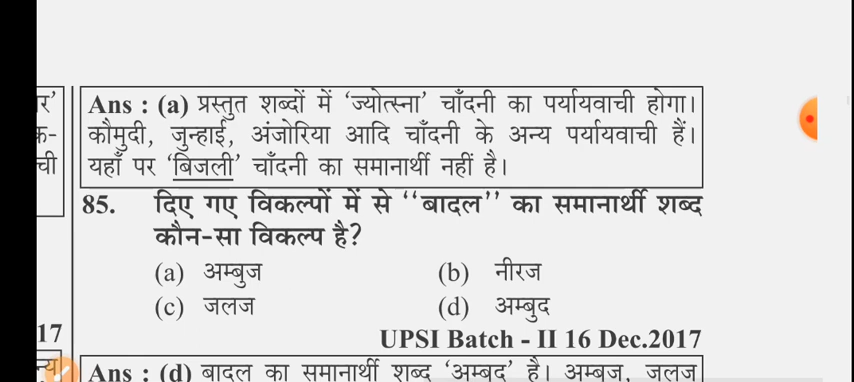 र'
क-
ची
Ans : (a) प्रस्तुत शब्दों में 'ज्योत्स्ना' चाँदनी का पर्यायवाची होगा।
कौमुदी, जुन्हाई, अंजोरिया आदि चाँदनी के अन्य पर्यायवाची हैं।
यहाँ पर 'बिजली' चाँदनी का समानार्थी नहीं है।
85. दिए गए विकल्पों में से ''बादल'' का समानार्थी शब्द
कौन-सा विकल्प है?
(a) अम्बुज (b) नीरज
(c) जलज (d) अम्बुद
17
UPSI Batch - II 16 Dec.2017
न्य
Ans : (d) बादल का समानार्थी शब्द 'अम्बुद' है। अम्बुज, जलज